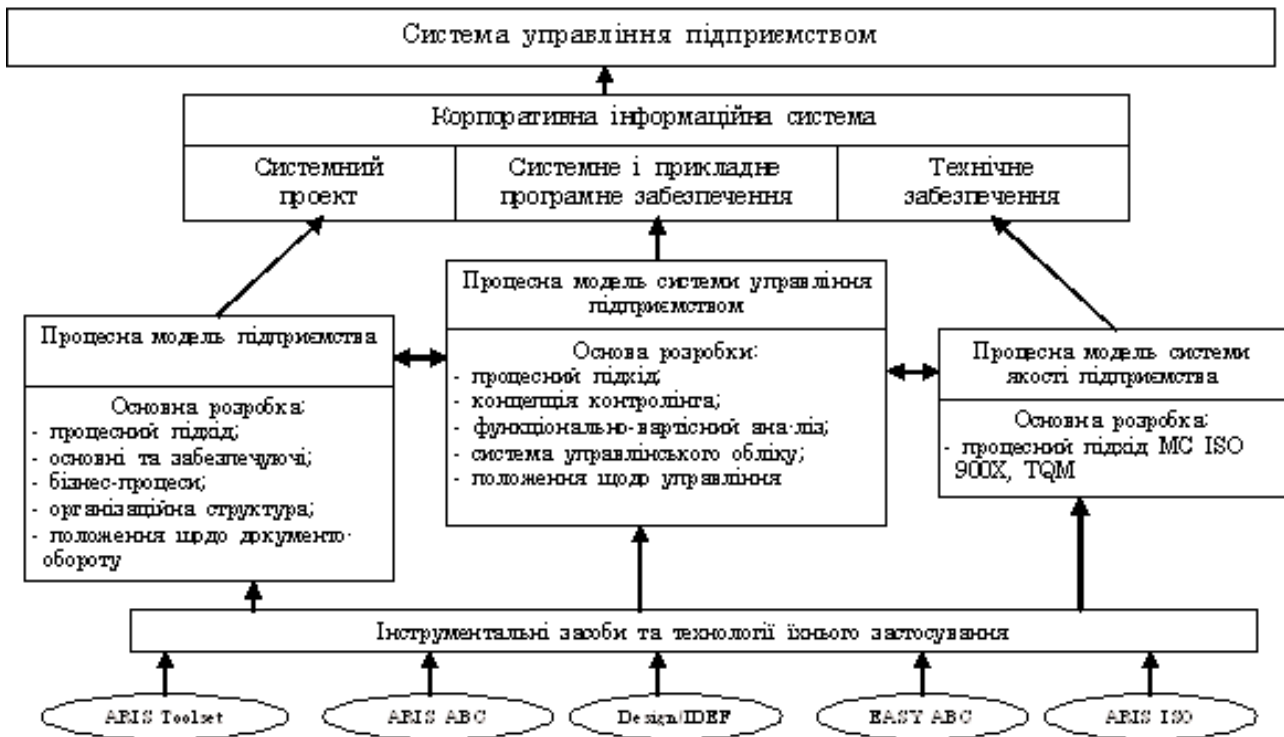 Система управління підприємством
Корпоративна інформаційна система
Системний
проект
Системне і прикладне
програмне забезпечення
Технічне
забезпечення
Процесна модель підприємства
Основна розробка:
- процесний підхід;
- основні та забезпечуючі;
- бізнес-процеси;
- організаційна структура;
- положення щодо документо-
обороту
Процесна модель системи управління
підприємством
Основа розробки:
- процесний підхід;
- концепція контролінга;
- функціонально-вартісний ана-ліз;
- система управлінського обліку;
- положення щодо управління
Процесна модель системи
якості підприємства
Основна розробка:
- процесний підхід МС ISO
900X, TQM
Інструментальні засоби та технології їхнього застосування
ARIS Toolset
ARIS ABC
Design/IDEF
EASY ABC
ARIS ISO